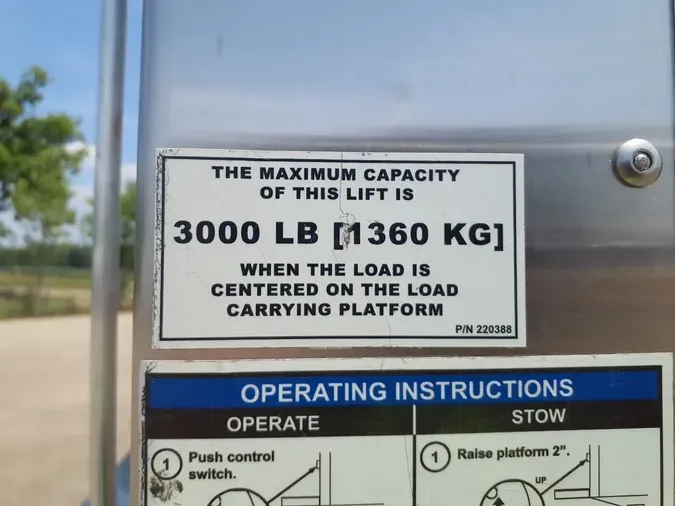 THE MAXIMUM CAPACITY
OF THIS LIFT IS
3000 LB [1360 KG]
WHEN THE LOAD IS
CENTERED ON THE LOAD
CARRYING PLATFORM
P/N 220388
OPERATING INSTRUCTIONS
OPERATE
STOW
1 Push control
switch.
1 Raise platform 2".
UP